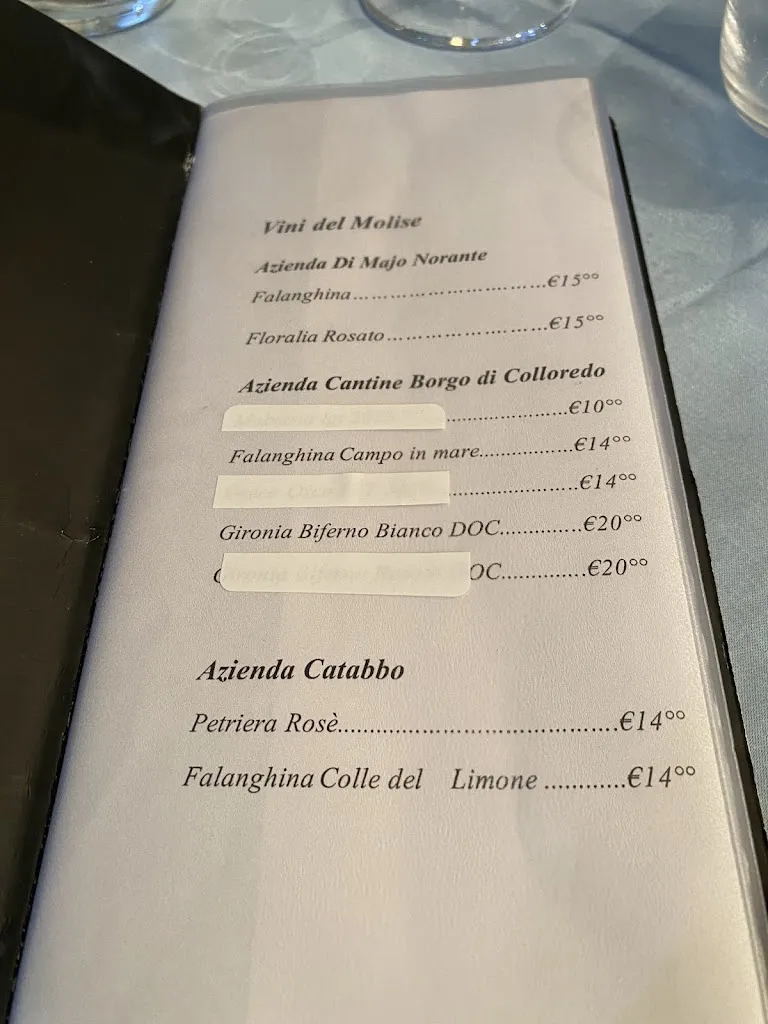 Vini del Molise
Azienda Di Majo Norante
Falanghina..............................€15°°
Floralia Rosato.........................€15°°
Azienda Cantine Borgo di Colloredo
....................€10°°
Falanghina Campo in mare...............€14°°
....................€14°°
Gironia Biferno Bianco DOC.............€20°°
OC.............€20°°
Azienda Catabbo
Petriera Rosè........................................€14°°
Falanghina Colle del Limone ............€14°°